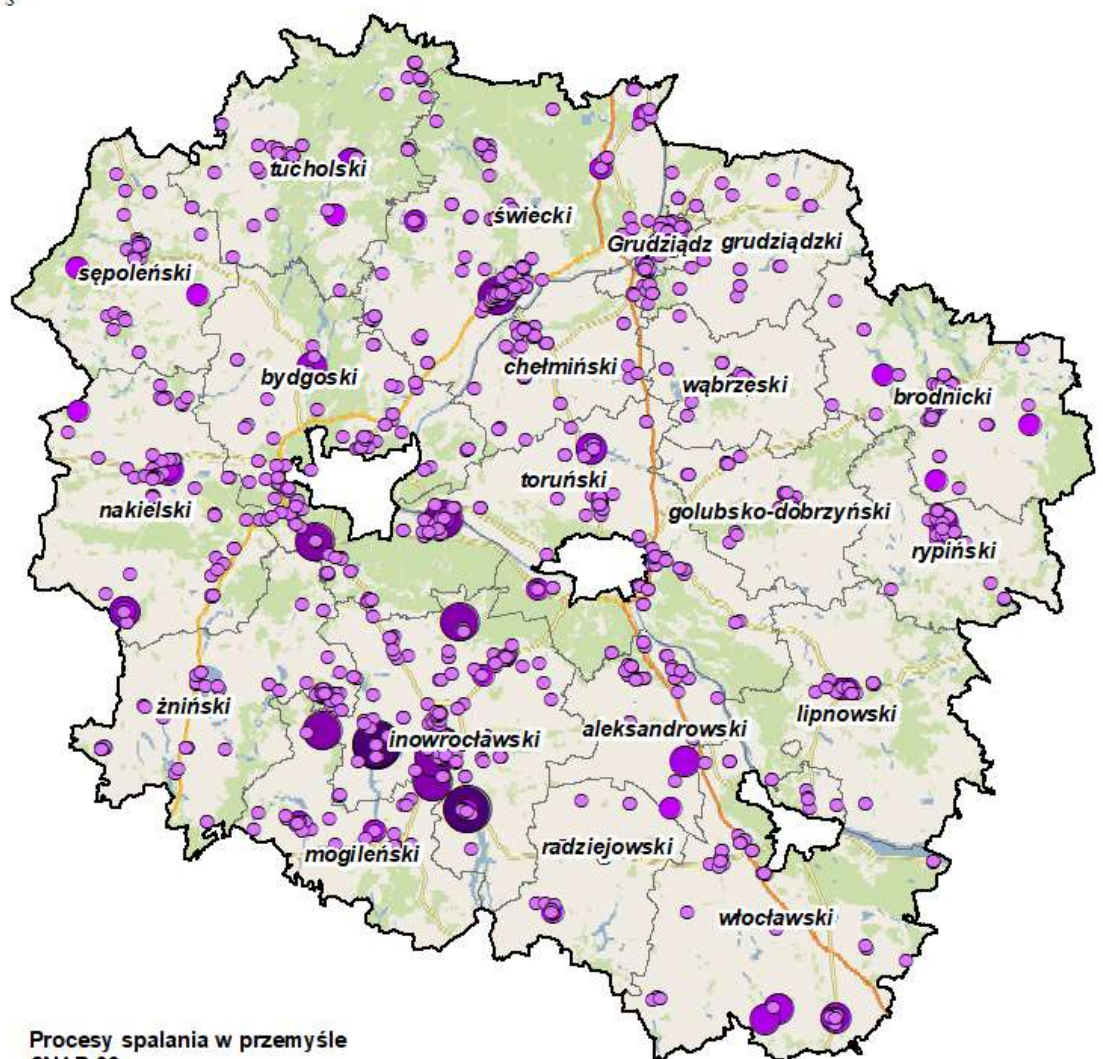 tucholski
świecki
Grudziądz grudziądzki
sępoleński
bydgoski
chełmiński
wąbrzeski
brodnicki
toruński
nakielski
golubsko-dobrzyński
rypiński
żniński
inowrocławski
aleksandrowski
lipnowski
mogileński
radziejowski
włocławski
Procesy spalania w przemyśle